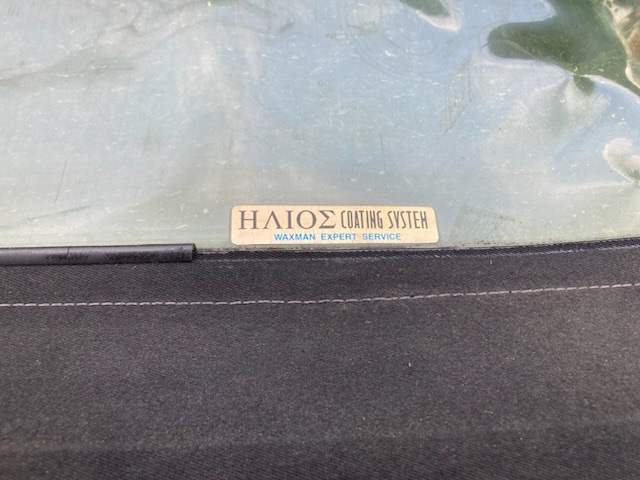 ΗΛΙΟΣ COATING SYSTEM
WAXMAN EXPERT SERVICE